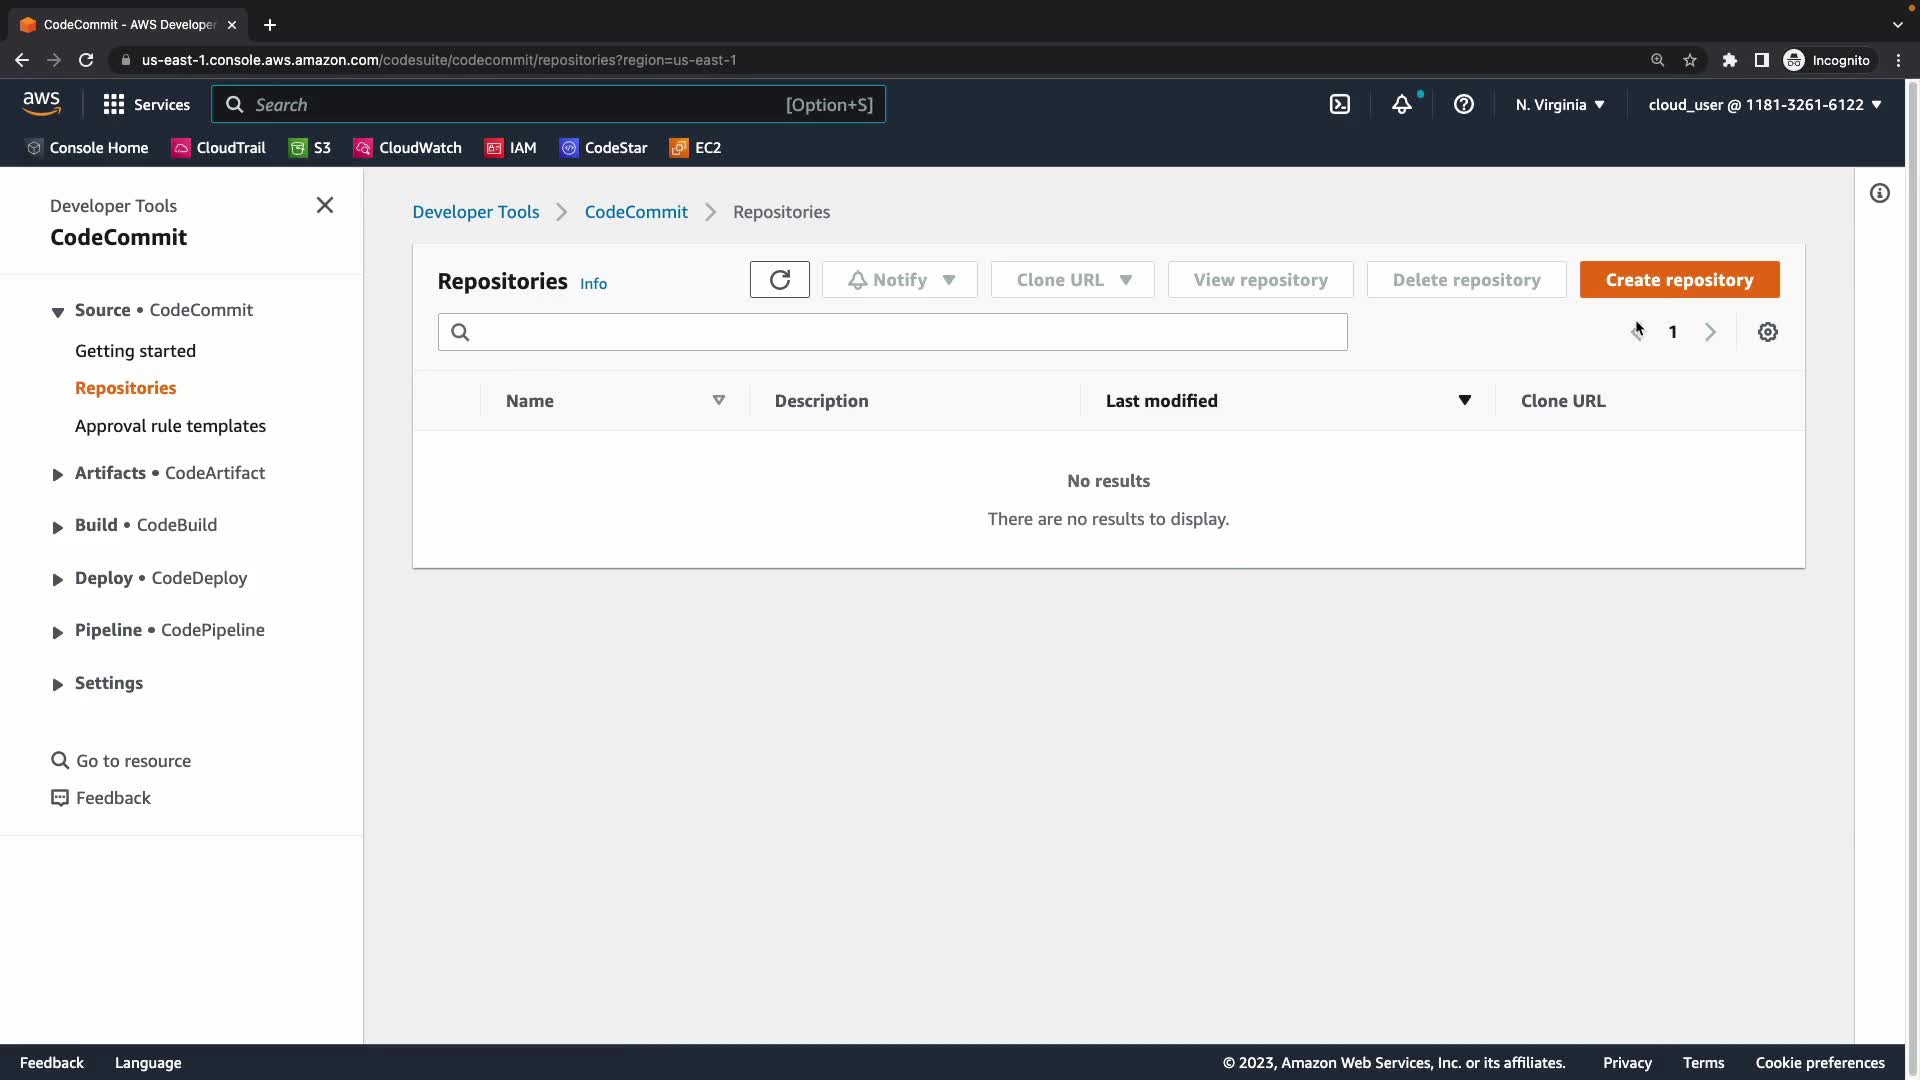 CodeCommit - AWS Developer
us-east-1.console.aws.amazon.com/codesuite/codecommit/repositories?region=us-east-1
Incognito
aws
Services
Search
[Option+S]
N. Virginia
cloud_user @ 1181-3261-6122
Console Home
CloudTrail
S3
CloudWatch
IAM
CodeStar
EC2
Developer Tools
CodeCommit
Source • CodeCommit
Getting started
Repositories
Approval rule templates
Artifacts • CodeArtifact
Build • CodeBuild
Deploy • CodeDeploy
Pipeline • CodePipeline
Settings
Go to resource
Feedback
Developer Tools
CodeCommit
Repositories
Repositories
Info
Notify
Clone URL
View repository
Delete repository
Create repository
1
Name
Description
Last modified
Clone URL
No results
There are no results to display.
Feedback
Language
© 2023, Amazon Web Services, Inc. or its affiliates.
Privacy
Terms
Cookie preferences